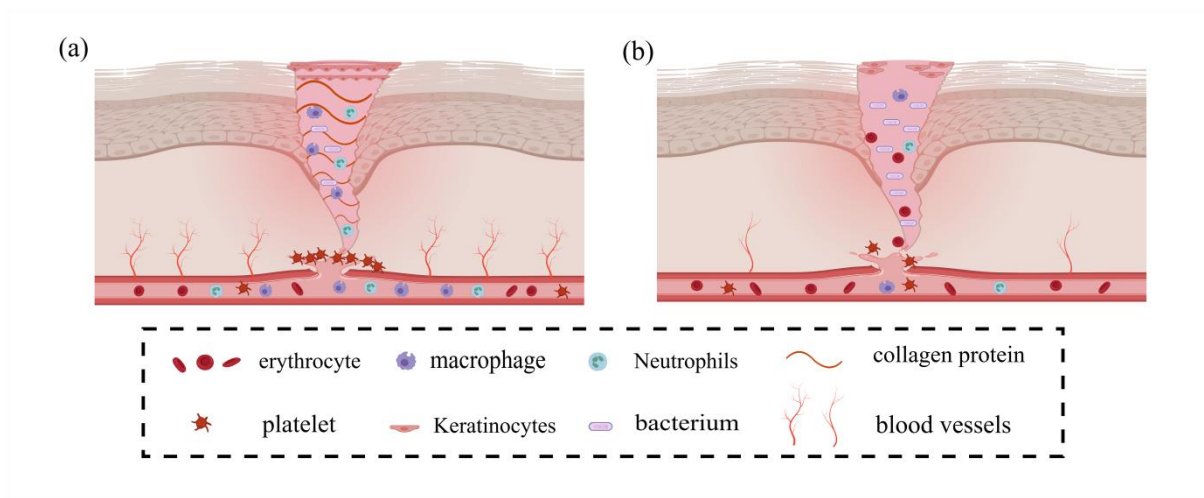 (a)
(b)
erythrocyte macrophage Neutrophils collagen protein
platelet Keratinocytes bacterium blood vessels